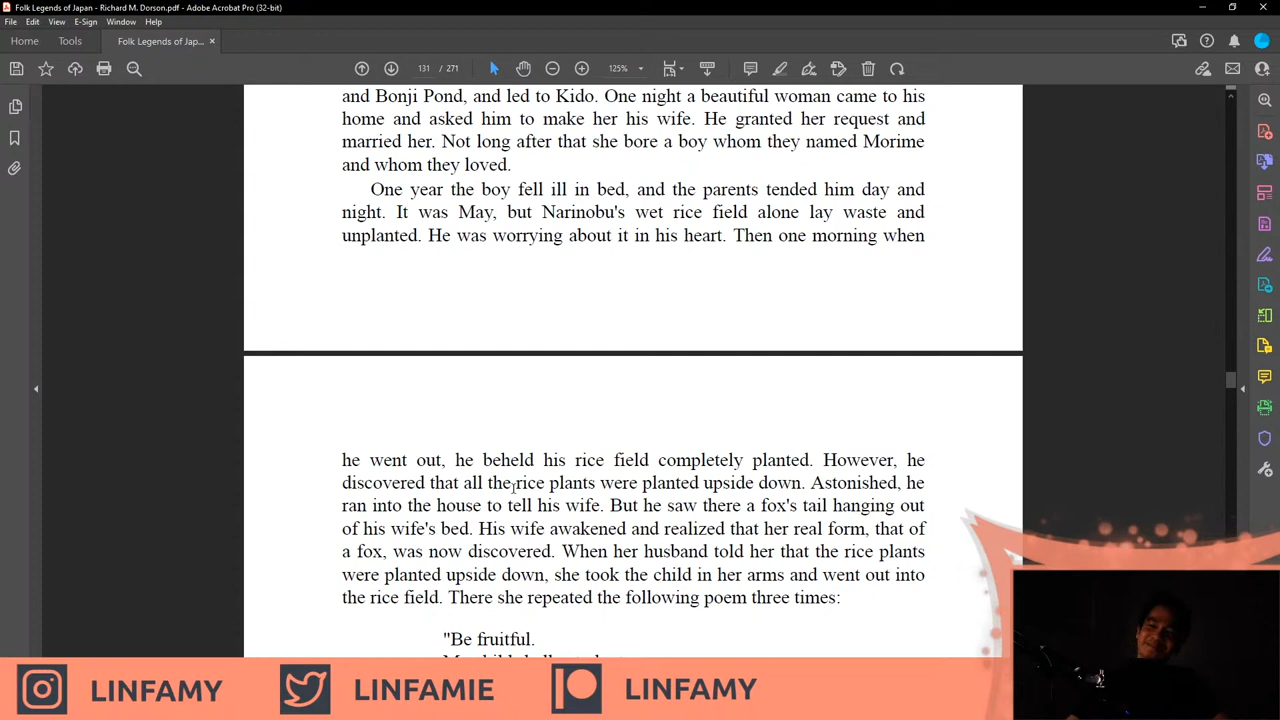 Folk Legends of Japan - Richard M. Dorson.pdf - Adobe Acrobat Pro (32-bit)
File Edit View E-Sign Window Help
Home Tools Folk Legends of Jap... ×
131 / 271 125%
and Bonji Pond, and led to Kido. One night a beautiful woman came to his
home and asked him to make her his wife. He granted her request and
married her. Not long after that she bore a boy whom they named Morime
and whom they loved.
One year the boy fell ill in bed, and the parents tended him day and
night. It was May, but Narinobu's wet rice field alone lay waste and
unplanted. He was worrying about it in his heart. Then one morning when
he went out, he beheld his rice field completely planted. However, he
discovered that all the rice plants were planted upside down. Astonished, he
ran into the house to tell his wife. But he saw there a fox's tail hanging out
of his wife's bed. His wife awakened and realized that her real form, that of
a fox, was now discovered. When her husband told her that the rice plants
were planted upside down, she took the child in her arms and went out into
the rice field. There she repeated the following poem three times:
"Be fruitful.
LINFAMY LINFAMIE LINFAMY